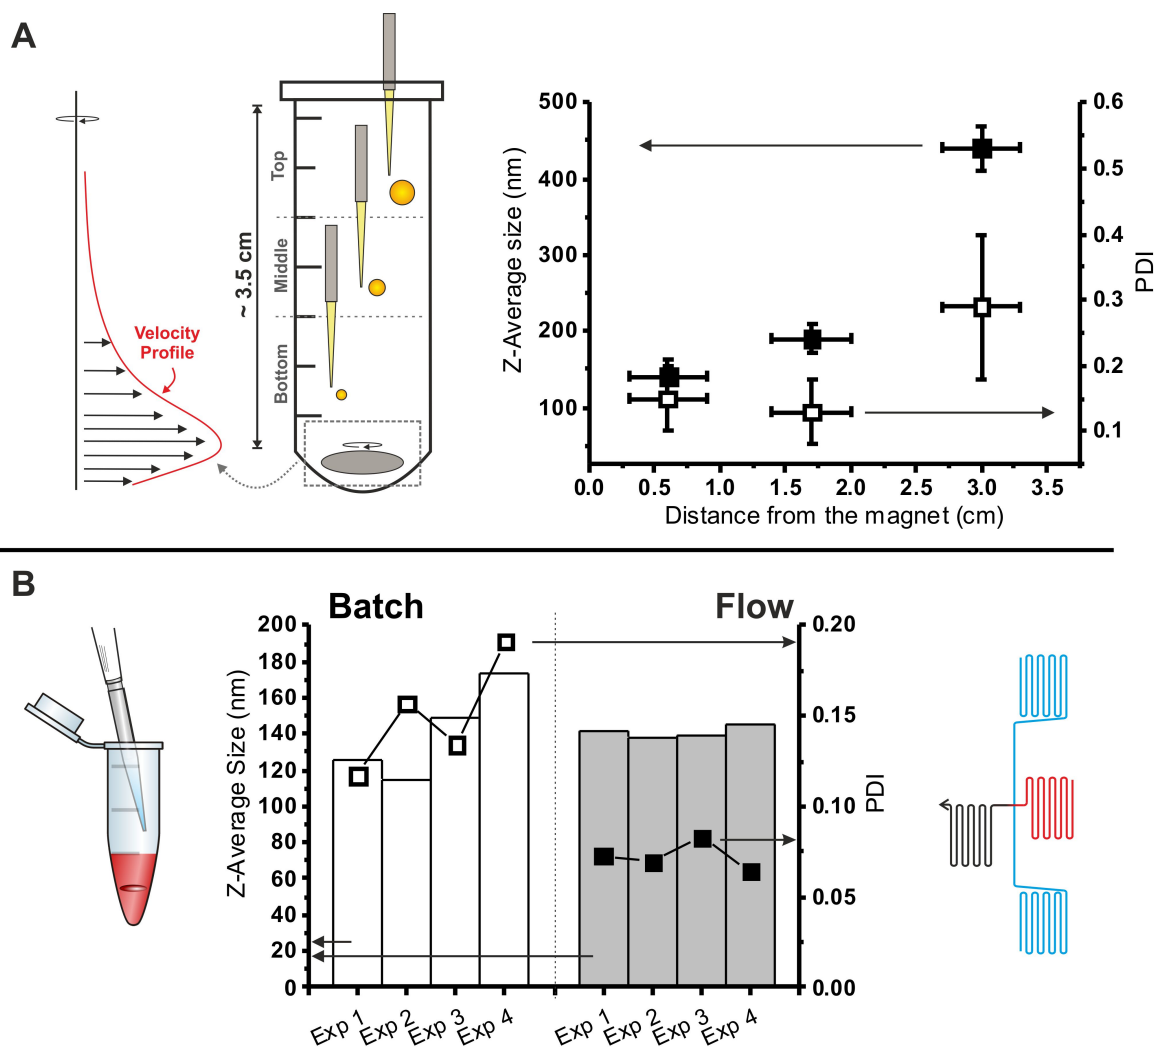 A
Top
Middle
Bottom
~ 3.5 cm
Velocity
Profile
Z-Average size (nm)
500
400
300
200
100
0.6
0.5
0.4
0.3
0.2
0.1
PDI
0.0 0.5 1.0 1.5 2.0 2.5 3.0 3.5
Distance from the magnet (cm)
B
Batch Flow
Z-Average Size (nm)
200
180
160
140
120
100
80
60
40
20
0
0.20
0.15
0.10
0.05
0.00
PDI
Exp 1 Exp 2 Exp 3 Exp 4 Exp 1 Exp 2 Exp 3 Exp 4